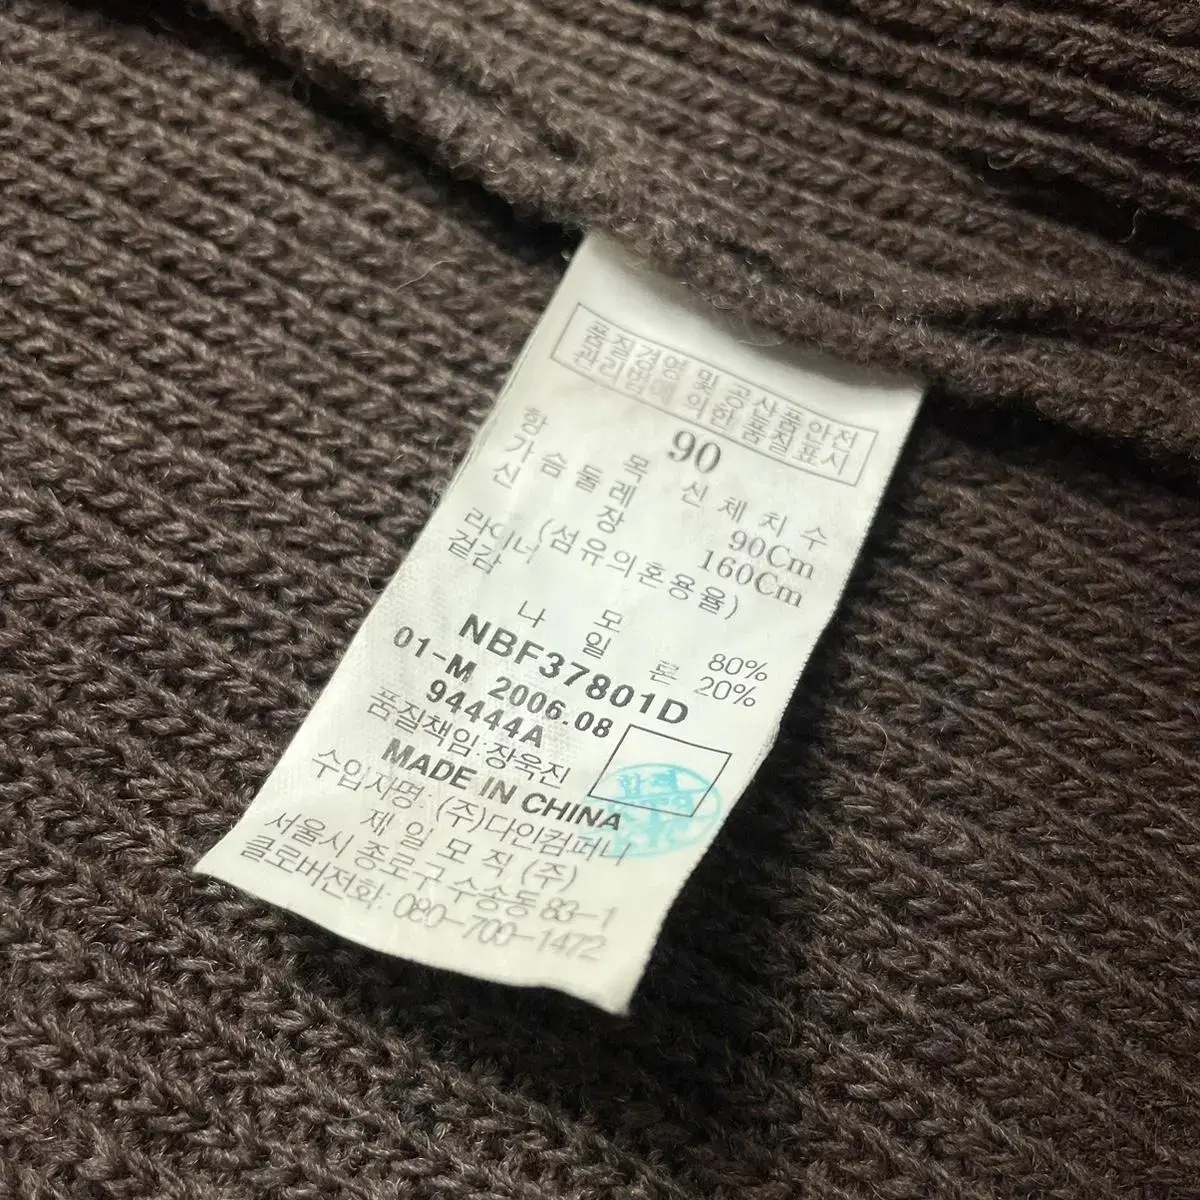 품질경영 및 공산품안전
관리법에 의한 품질표시
90
항 목 신체치수
가슴둘레 90Cm
신 장 160Cm
(섬유의혼용율)
라이너
겉감
모 80%
나일론 20%
NBF37801D
01-M 2006.08
94444A
품질책임:장욱진
MADE IN CHINA
수입자명: (주)다인컴퍼니
제일모직(주)
서울시 종로구 수송동 83-1
클로버전화: 080-700-1472
합격